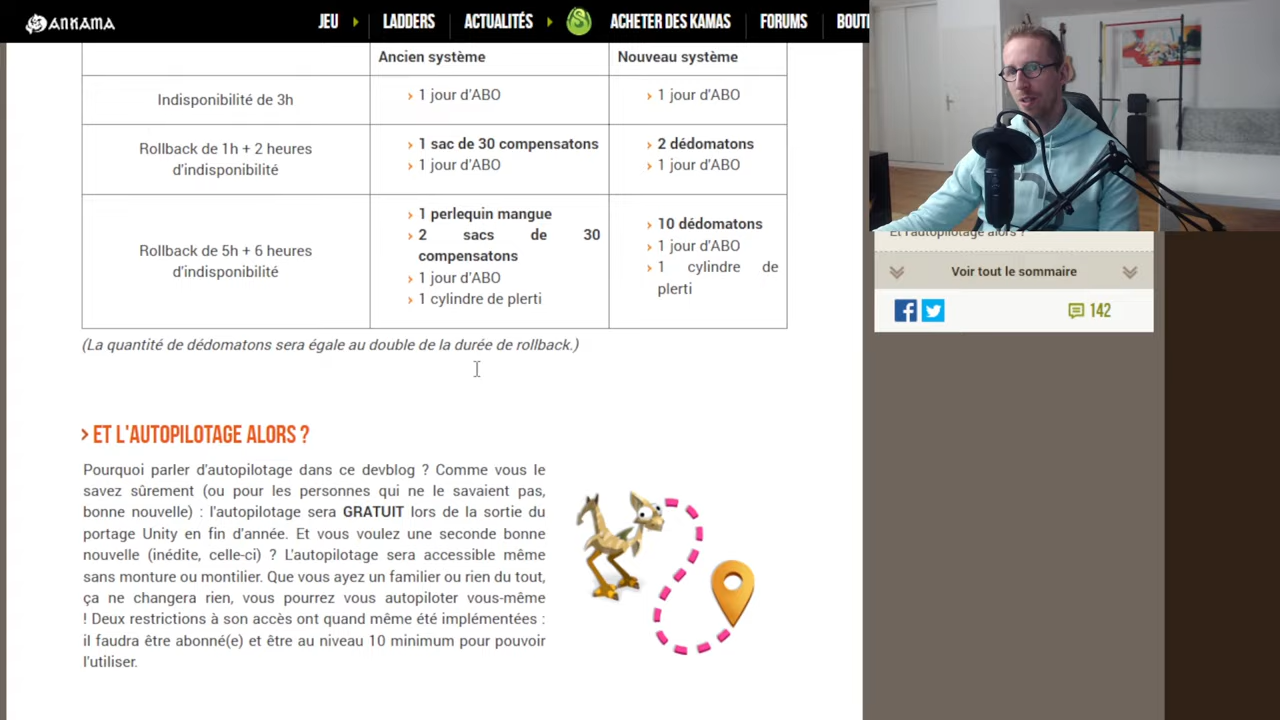 ANKAMA
JEU
LADDERS
ACTUALITÉS
ACHETER DES KAMAS
FORUMS
BOUTI
Ancien système
Nouveau système
Indisponibilité de 3h
1 jour d'ABO
1 jour d'ABO
Rollback de 1h + 2 heures
d'indisponibilité
1 sac de 30 compensatons
1 jour d'ABO
2 dédomatons
1 jour d'ABO
Rollback de 5h + 6 heures
d'indisponibilité
1 perlequin mangue
2 sacs de 30
compensatons
1 jour d'ABO
1 cylindre de plerti
10 dédomatons
1 jour d'ABO
1 cylindre de
plerti
(La quantité de dédomatons sera égale au double de la durée de rollback.)
ET L'AUTOPILOTAGE ALORS ?
Pourquoi parler d'autopilotage dans ce devblog ? Comme vous le
savez sûrement (ou pour les personnes qui ne le savaient pas,
bonne nouvelle) : l'autopilotage sera GRATUIT lors de la sortie du
portage Unity en fin d'année. Et vous voulez une seconde bonne
nouvelle (inédite, celle-ci) ? L'autopilotage sera accessible même
sans monture ou montilier. Que vous ayez un familier ou rien du tout,
ça ne changera rien, vous pourrez vous autopiloter vous-même
! Deux restrictions à son accès ont quand même été implémentées :
il faudra être abonné(e) et être au niveau 10 minimum pour pouvoir
l'utiliser.
Et l'autopilotage alors ?
Voir tout le sommaire
142